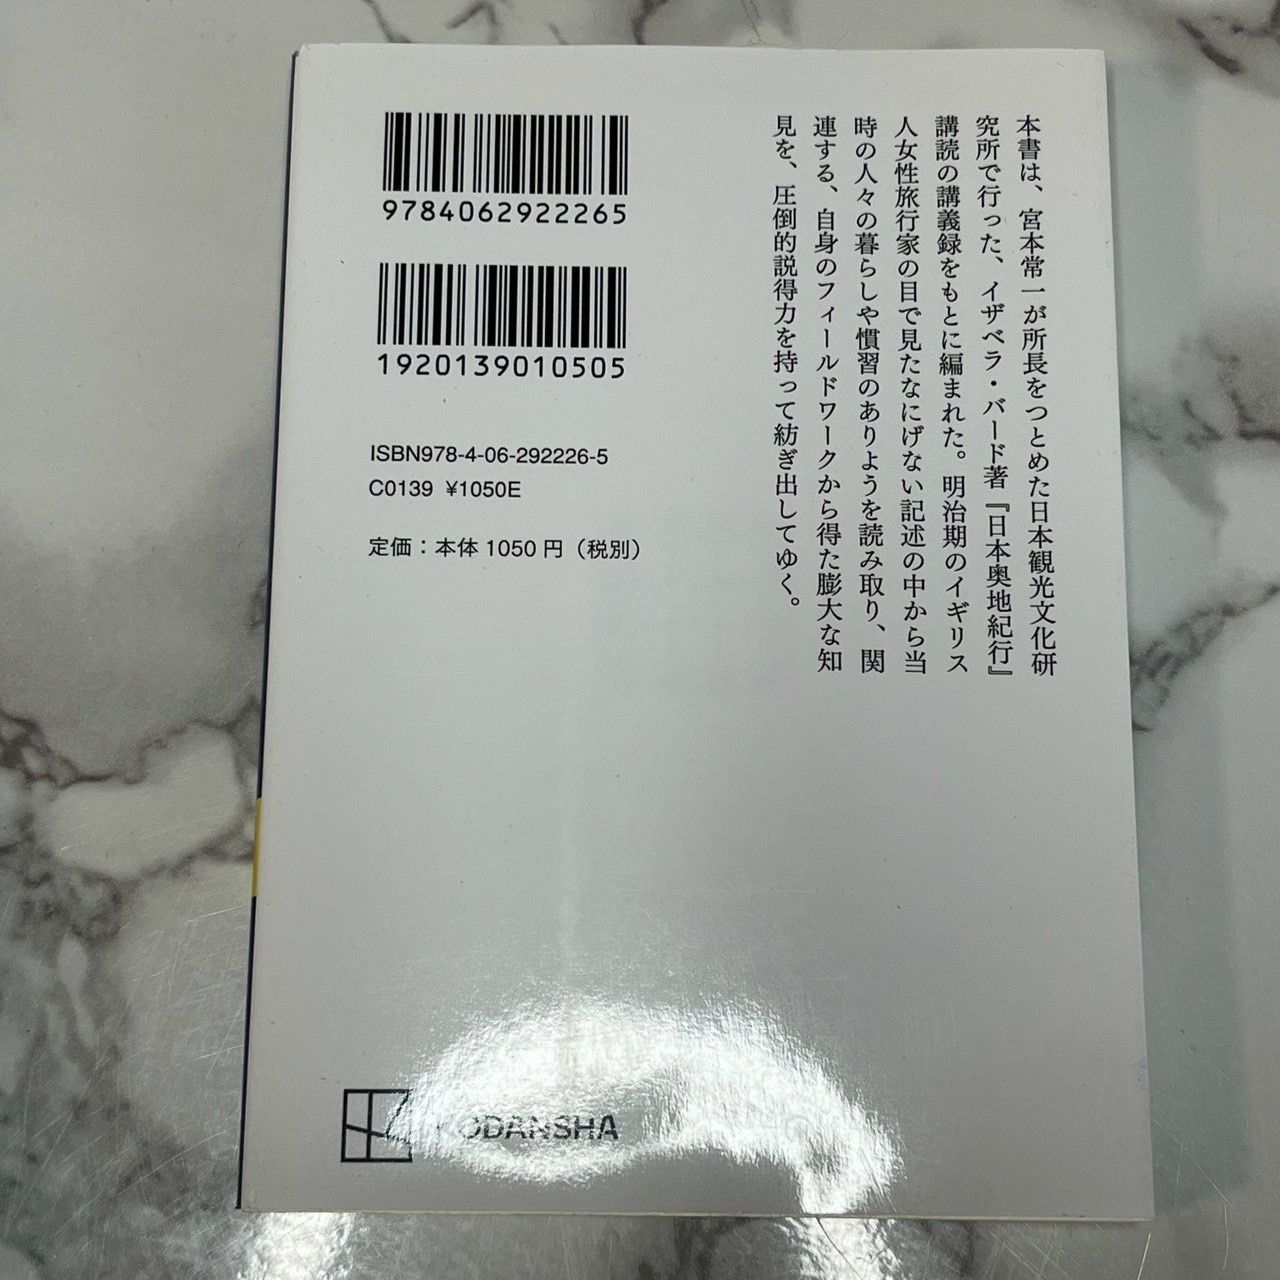 本書は、宮本常一が所長をつとめた日本観光文化研
究所で行った、イザベラ・バード著『日本奥地紀行』
講読の講義録をもとに編まれた。明治期のイギリス
人女性旅行家の目で見たなにげない記述の中から当
時の人々の暮らしや慣習のありようを読み取り、関
連する、自身のフィールドワークから得た膨大な知
見を、圧倒的説得力を持って紡ぎ出してゆく。
9784062922265
1920139010505
ISBN978-4-06-292226-5
C0139 ¥1050E
定価：本体1050円（税別）
KODANSHA